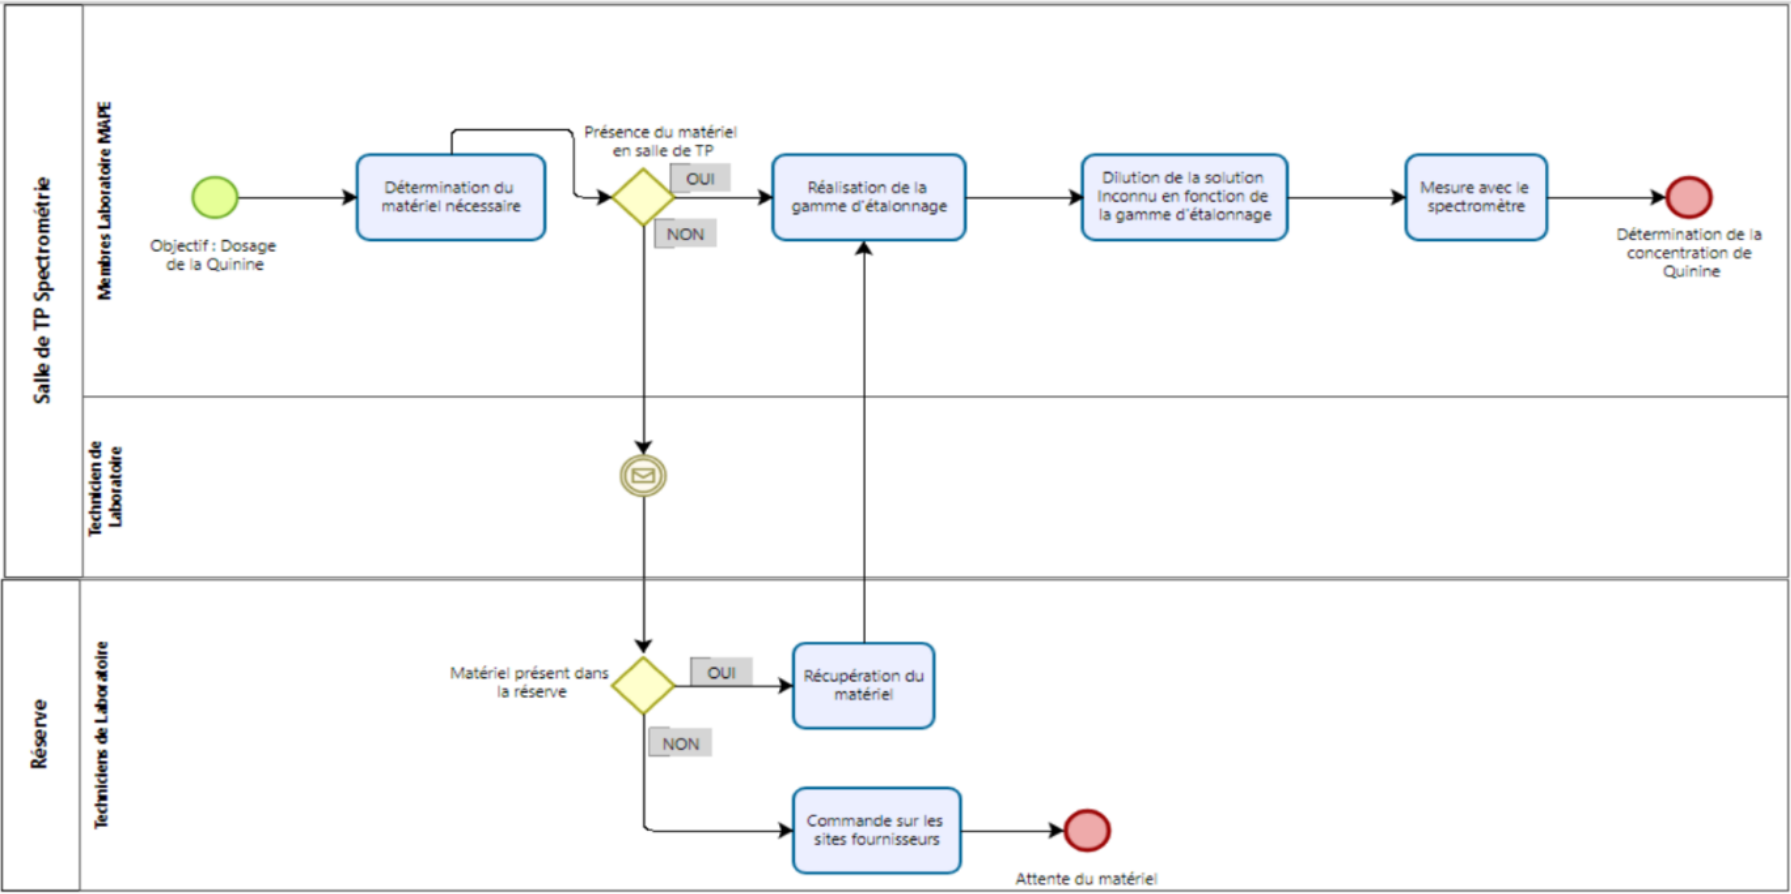 Salle de TP Spectrométrie
Membres Laboratoire MAPE
Objectif : Dosage
de la Quinine
Détermination du
matériel nécessaire
Présence du matériel
en salle de TP
OUI
NON
Réalisation de la
gamme d'étalonnage
Dilution de la solution
Inconnu en fonction de
la gamme d'étalonnage
Mesure avec le
spectromètre
Détermination de la
concentration de
Quinine
Technicien de
Laboratoire
Réserve
Techniciens de Laboratoire
Matériel présent dans
la réserve
OUI
NON
Récupération du
matériel
Commande sur les
sites fournisseurs
Attente du matériel